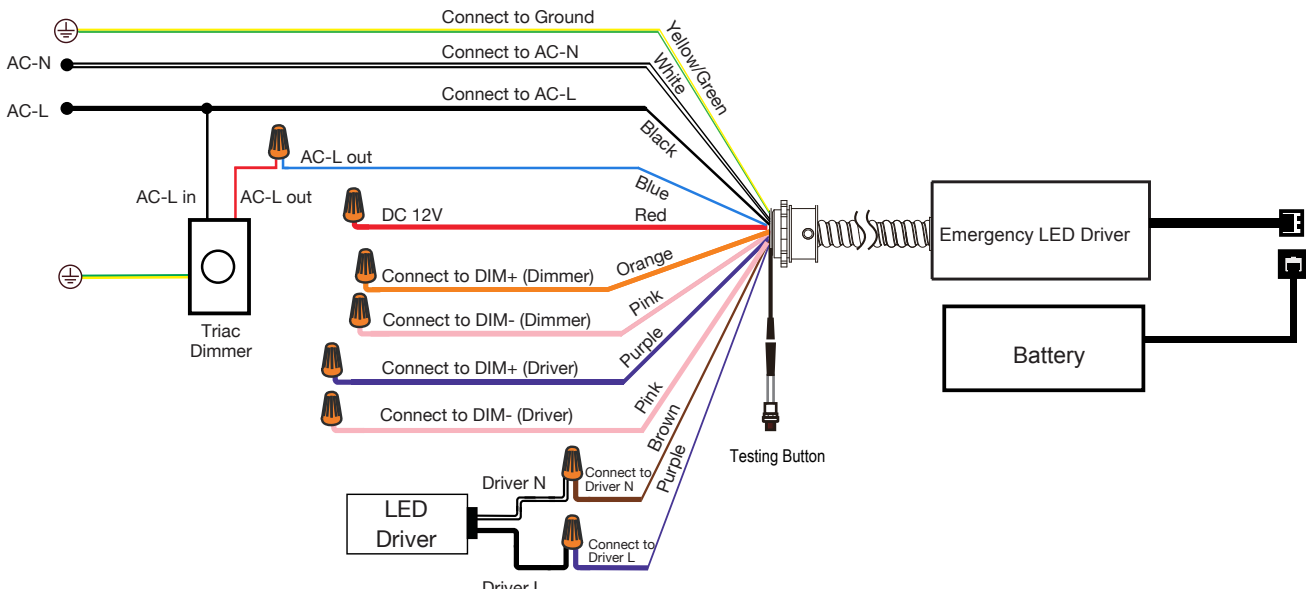 Connect to Ground
Yellow/Green
AC-N
Connect to AC-N
White
AC-L
Connect to AC-L
Black
AC-L out
Blue
AC-L in
AC-L out
DC 12V
Red
Connect to DIM+ (Dimmer)
Orange
Connect to DIM- (Dimmer)
Pink
Triac
Dimmer
Connect to DIM+ (Driver)
Purple
Connect to DIM- (Driver)
Pink
Brown
Purple
Emergency LED Driver
Battery
Testing Button
Driver N
Connect to
Driver N
LED
Driver
Connect to
Driver L
Driver L